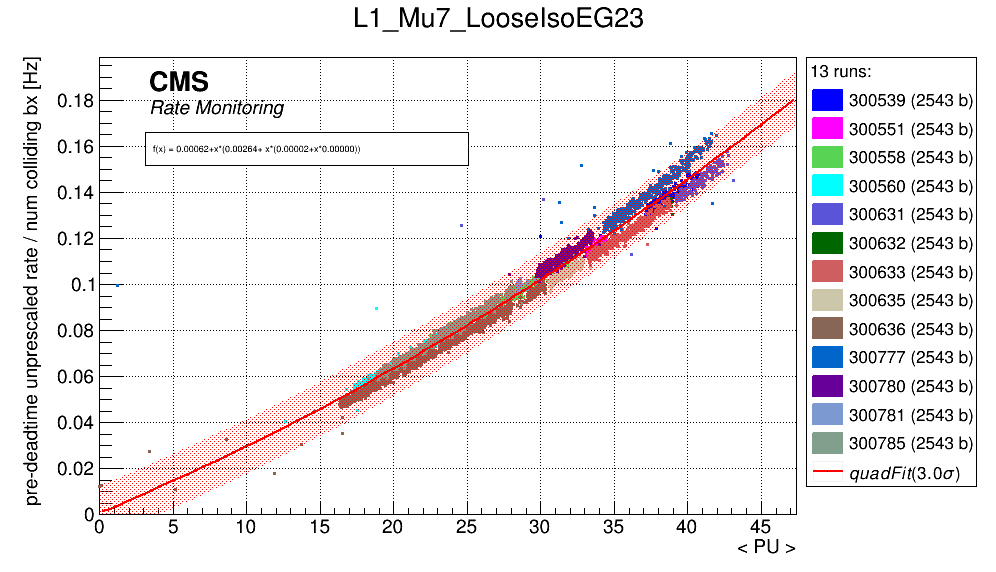 L1_Mu7_LooseIsoEG23
pre-deadtime unprescaled rate / num colliding bx [Hz]
CMS
Rate Monitoring
f(x) = 0.00062+x*(0.00264+ x*(0.00002+x*0.00000))
0.18
0.16
0.14
0.12
0.1
0.08
0.06
0.04
0.02
0
0 5 10 15 20 25 30 35 40 45
< PU >
13 runs:
300539 (2543 b)
300551 (2543 b)
300558 (2543 b)
300560 (2543 b)
300631 (2543 b)
300632 (2543 b)
300633 (2543 b)
300635 (2543 b)
300636 (2543 b)
300777 (2543 b)
300780 (2543 b)
300781 (2543 b)
300785 (2543 b)
quadFit(3.0σ)